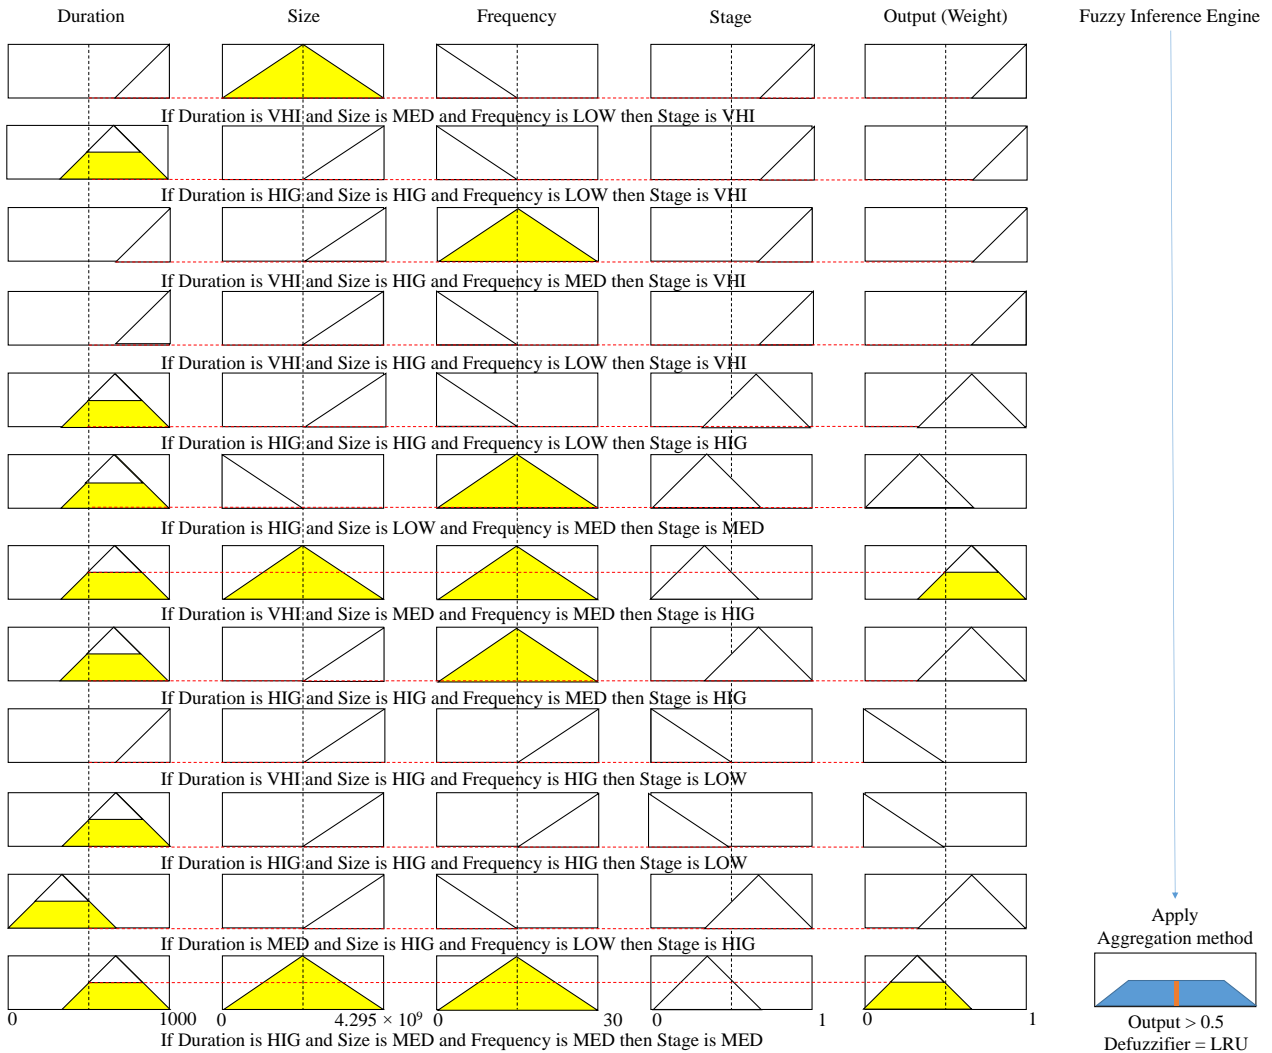 Duration Size Frequency Stage Output (Weight) Fuzzy Inference Engine
If Duration is VHI and Size is MED and Frequency is LOW then Stage is VHI
If Duration is HIG and Size is HIG and Frequency is LOW then Stage is VHI
If Duration is VHI and Size is HIG and Frequency is MED then Stage is VHI
If Duration is VHI and Size is HIG and Frequency is LOW then Stage is VHI
If Duration is HIG and Size is HIG and Frequency is LOW then Stage is HIG
If Duration is HIG and Size is LOW and Frequency is MED then Stage is MED
If Duration is VHI and Size is MED and Frequency is MED then Stage is HIG
If Duration is HIG and Size is HIG and Frequency is MED then Stage is HIG
If Duration is VHI and Size is HIG and Frequency is HIG then Stage is LOW
If Duration is HIG and Size is HIG and Frequency is HIG then Stage is LOW
If Duration is MED and Size is HIG and Frequency is LOW then Stage is HIG
0 1000 0 4.295 × 10⁹ 0 30 0 1 0 1
If Duration is HIG and Size is MED and Frequency is MED then Stage is MED
Apply
Aggregation method
Output > 0.5
Defuzzifier = LRU